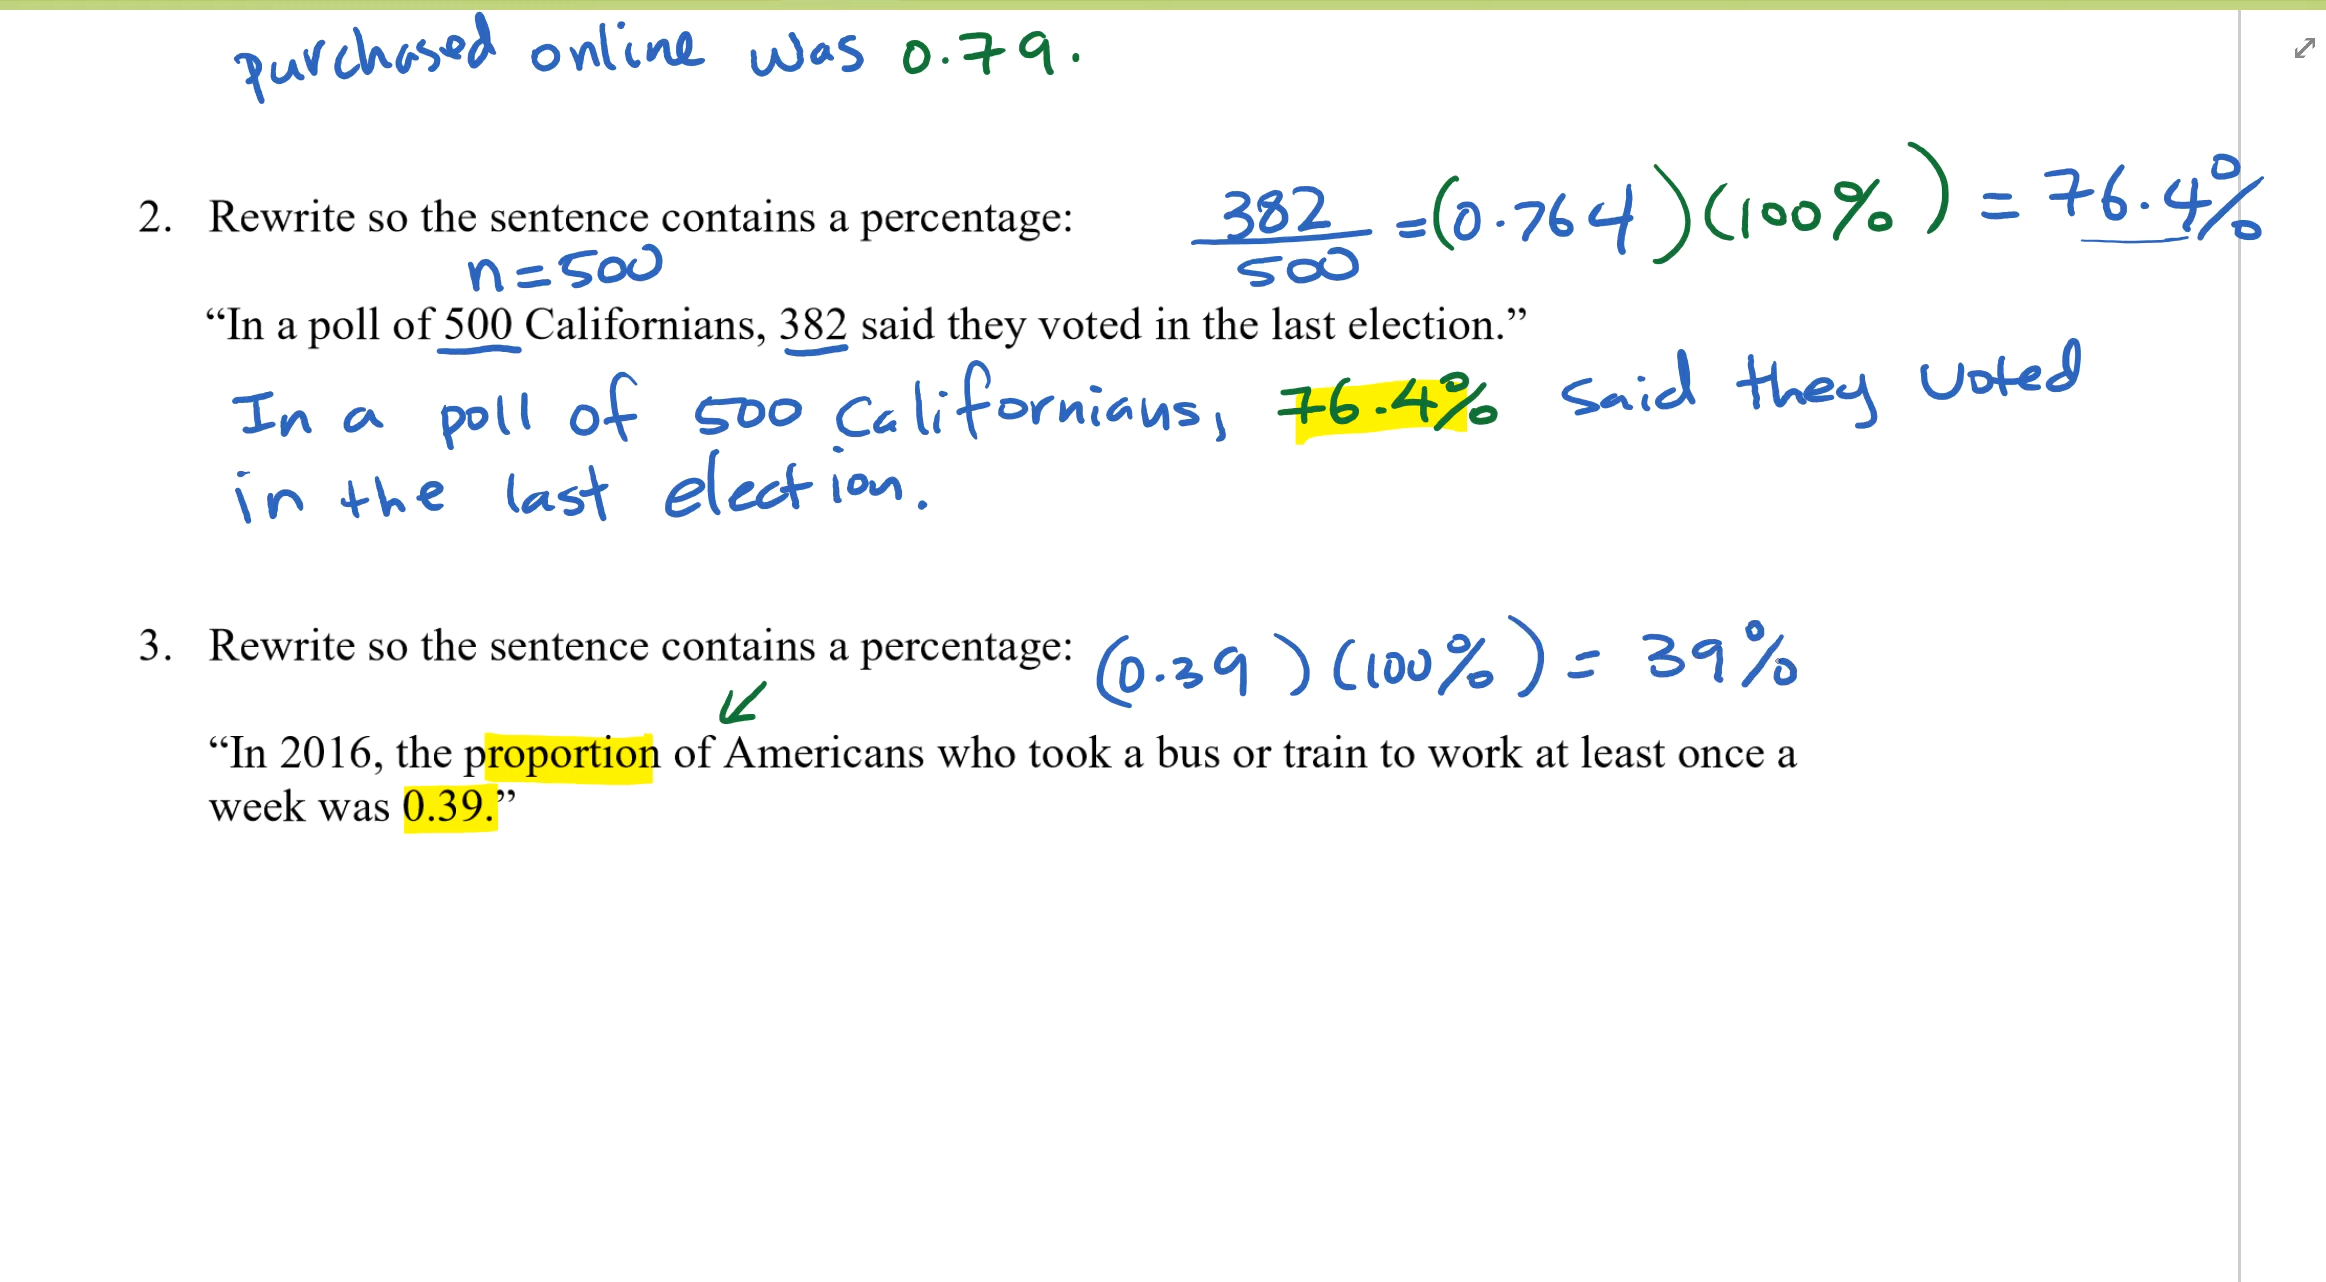 purchased online was 0.79.
2. Rewrite so the sentence contains a percentage: 382/500 = (0.764)(100%) = 76.4%
n = 500
“In a poll of 500 Californians, 382 said they voted in the last election.”
In a poll of 500 Californians, 76.4% said they voted
in the last election.
3. Rewrite so the sentence contains a percentage: (0.39)(100%) = 39%
“In 2016, the proportion of Americans who took a bus or train to work at least once a
week was 0.39.”